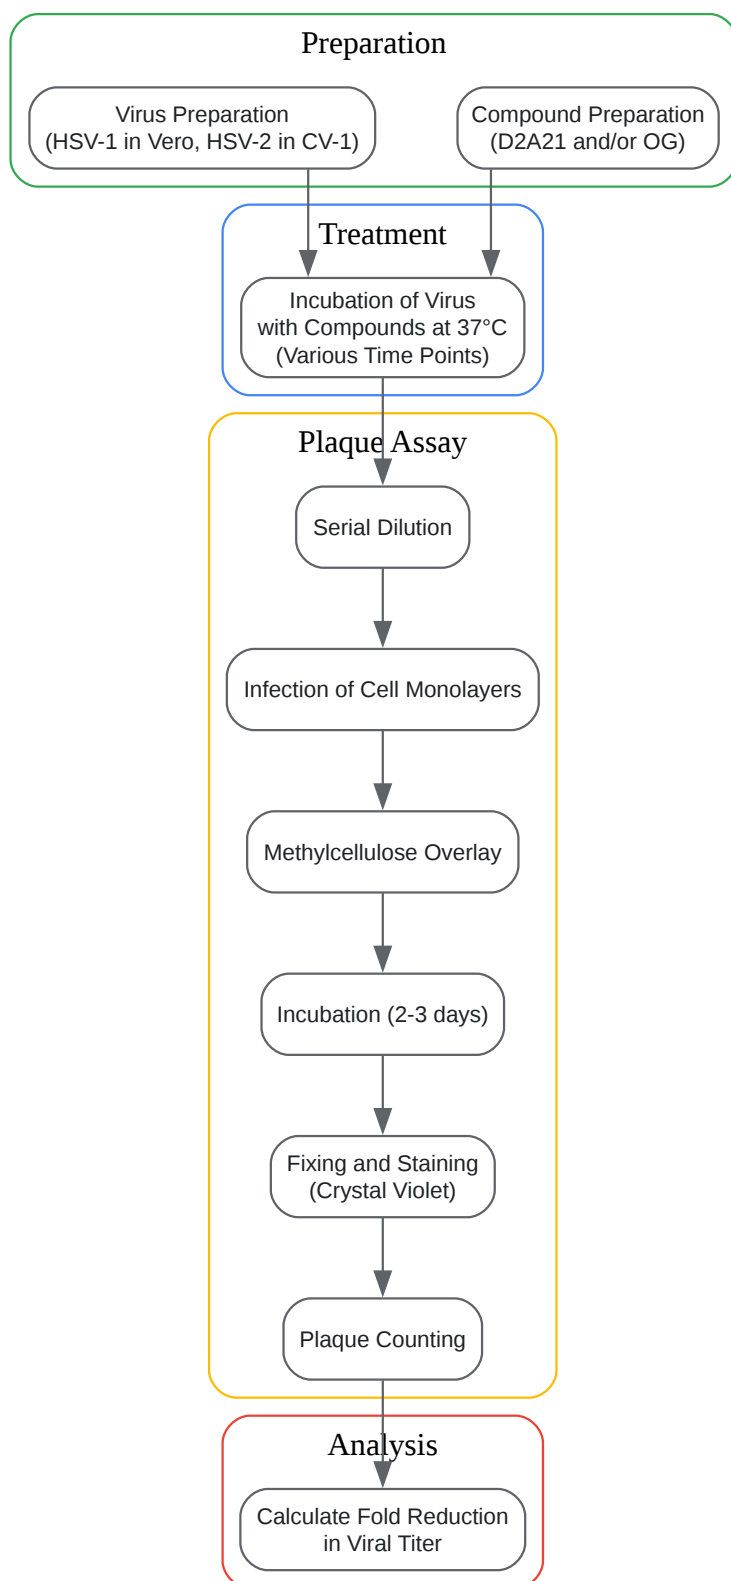 Preparation
Virus Preparation
(HSV-1 in Vero, HSV-2 in CV-1)
Compound Preparation
(D2A21 and/or OG)
Treatment
Incubation of Virus
with Compounds at 37°C
(Various Time Points)
Plaque Assay
Serial Dilution
Infection of Cell Monolayers
Methylcellulose Overlay
Incubation (2-3 days)
Fixing and Staining
(Crystal Violet)
Plaque Counting
Analysis
Calculate Fold Reduction
in Viral Titer